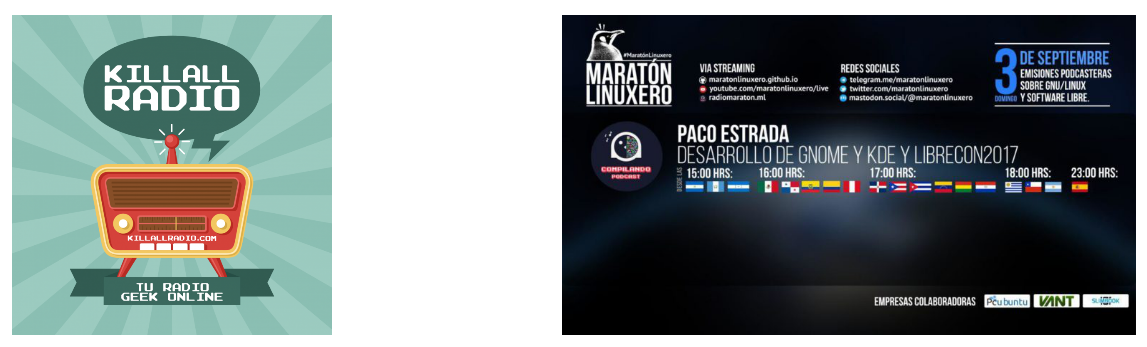 KILLALL
RADIO
KILLALLRADIO.COM
TU RADIO
GEEK ONLINE
#MaratónLinuxero
MARATÓN
LINUXERO
VIA STREAMING
maratonlinuxero.github.io
youtube.com/maratonlinuxero/live
radiomaraton.ml
REDES SOCIALES
telegram.me/maratonlinuxero
twitter.com/maratonlinuxero
mastodon.social/@maratonlinuxero
3
DOMINGO
DE SEPTIEMBRE
EMISIONES PODCASTERAS
SOBRE GNU/LINUX
Y SOFTWARE LIBRE.
COMPILANDO
PODCAST
PACO ESTRADA
DESARROLLO DE GNOME Y KDE Y LIBRECON2017
DESDE LAS
15:00 HRS:
16:00 HRS:
17:00 HRS:
18:00 HRS:
23:00 HRS:
EMPRESAS COLABORADORAS
PCubuntu
VANT
SLIMBOOK